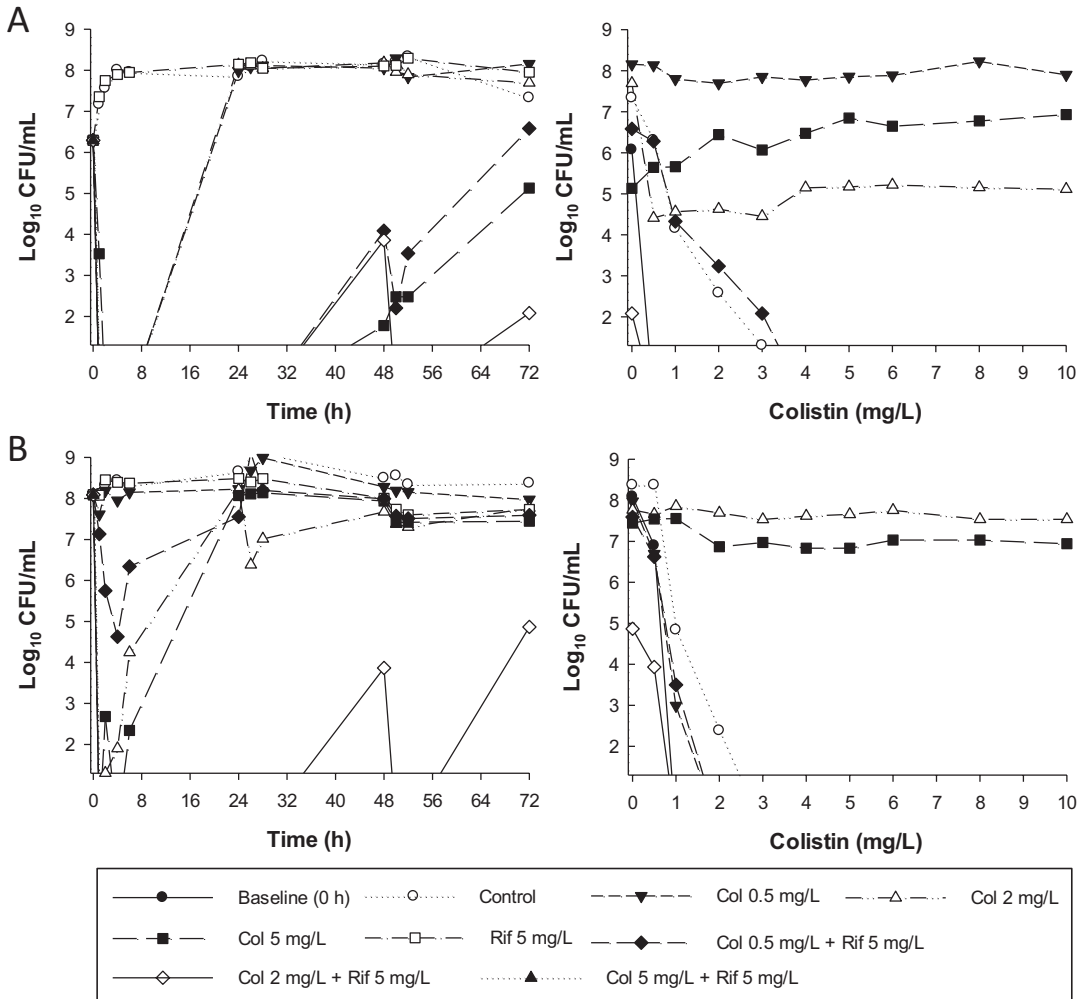 A
Log10 CFU/mL
9
8
7
6
5
4
3
2
0 8 16 24 32 40 48 56 64 72
Time (h)
Log10 CFU/mL
9
8
7
6
5
4
3
2
0 1 2 3 4 5 6 7 8 9 10
Colistin (mg/L)
B
Log10 CFU/mL
9
8
7
6
5
4
3
2
0 8 16 24 32 40 48 56 64 72
Time (h)
Log10 CFU/mL
9
8
7
6
5
4
3
2
0 1 2 3 4 5 6 7 8 9 10
Colistin (mg/L)
Baseline (0 h) Control Col 0.5 mg/L Col 2 mg/L
Col 5 mg/L Rif 5 mg/L Col 0.5 mg/L + Rif 5 mg/L
Col 2 mg/L + Rif 5 mg/L Col 5 mg/L + Rif 5 mg/L